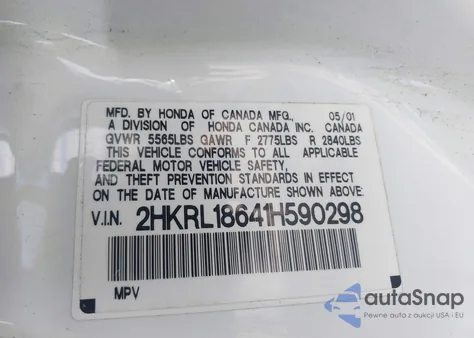 MFD. BY HONDA OF CANADA MFG., 05/01
A DIVISION OF HONDA CANADA INC. CANADA
GVWR 5565LBS GAWR F 2775LBS R 2840LBS
THIS VEHICLE CONFORMS TO ALL APPLICABLE
FEDERAL MOTOR VEHICLE SAFETY
AND THEFT PREVENTION STANDARDS IN EFFECT
ON THE DATE OF MANUFACTURE SHOWN ABOVE.
V.I.N. 2HKRL18641H590298
MPV
autoSnap
Pewne auta z aukcji USA i EU